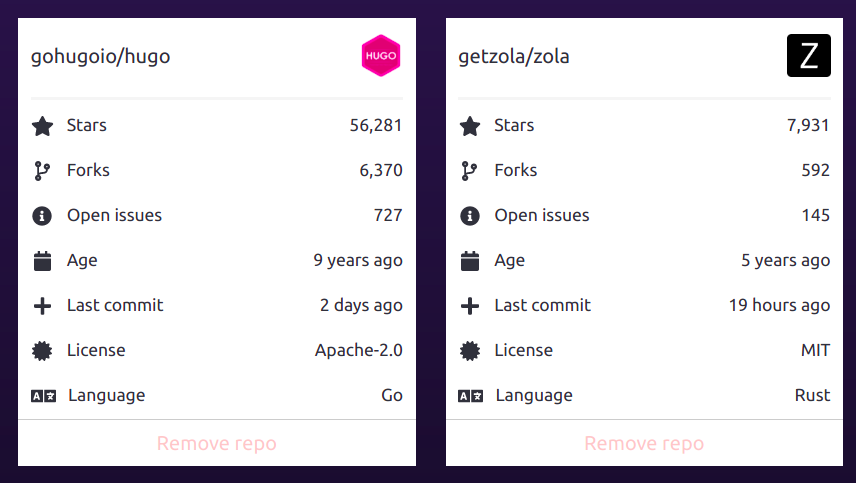 gohugoio/hugo
HUGO
Stars 56,281
Forks 6,370
Open issues 727
Age 9 years ago
Last commit 2 days ago
License Apache-2.0
Language Go
Remove repo
getzola/zola
Z
Stars 7,931
Forks 592
Open issues 145
Age 5 years ago
Last commit 19 hours ago
License MIT
Language Rust
Remove repo